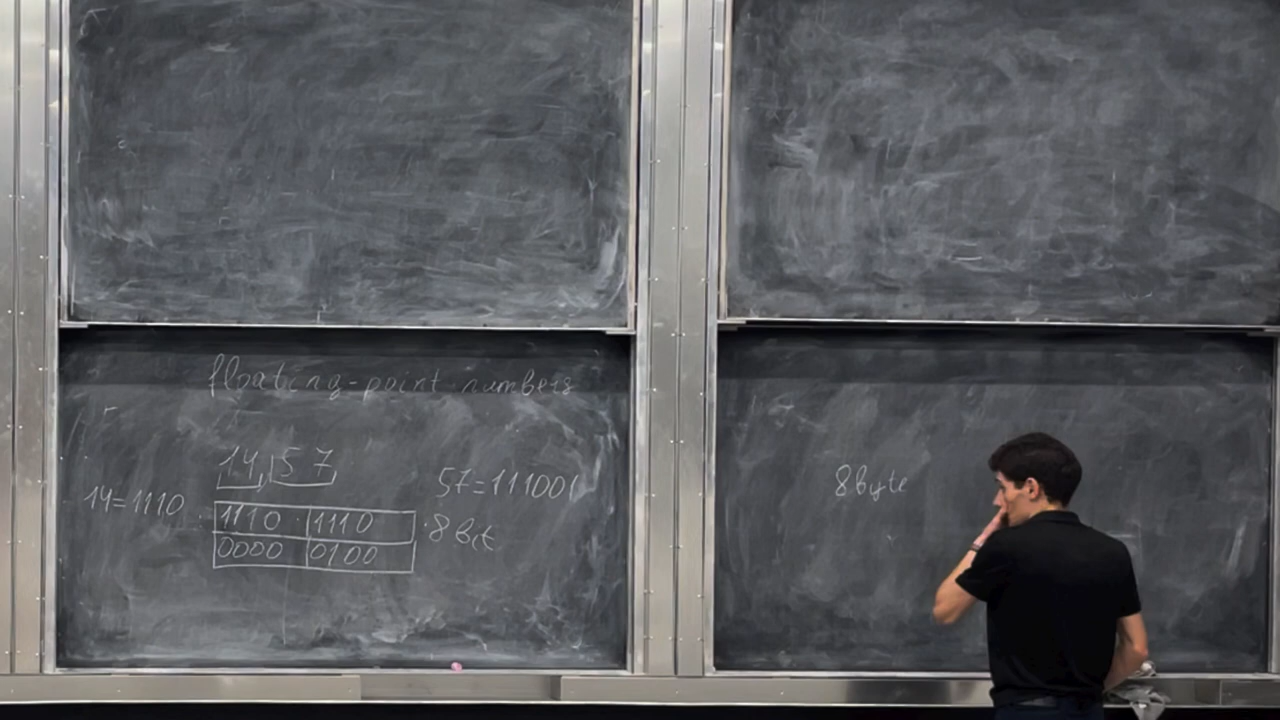 floating-point numbers
14,57
14=1110
57=111001
1110 1110
0000 0100
8 bit
8 byte